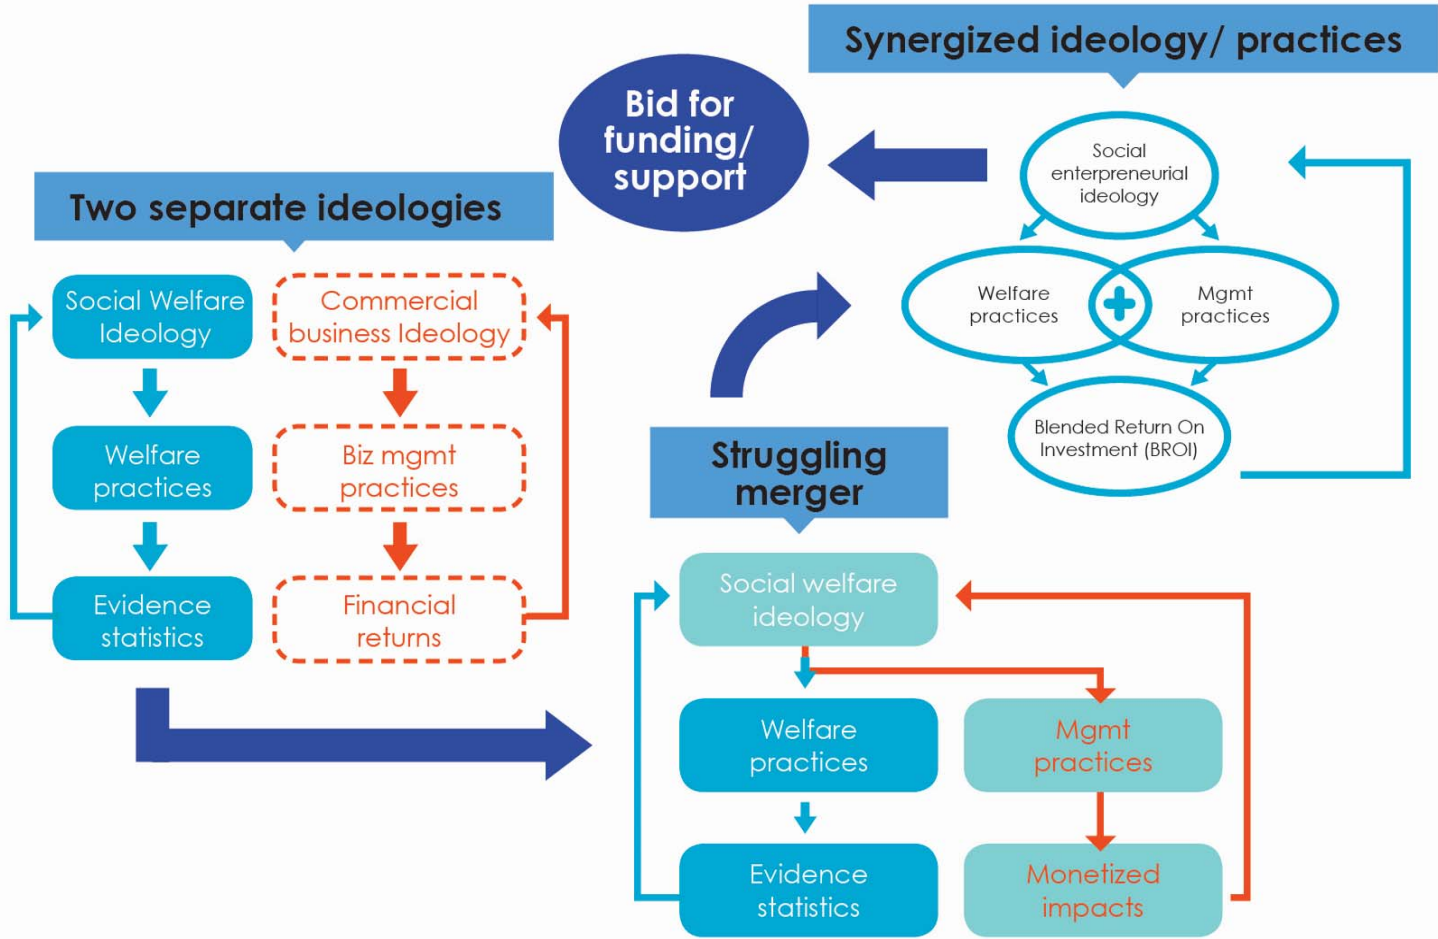 Synergized ideology/ practices
Bid for
funding/
support
Social
enterpreneurial
ideology
Welfare
practices
Mgmt
practices
Blended Return On
Investment (BROI)
Two separate ideologies
Social Welfare
Ideology
Commercial
business Ideology
Welfare
practices
Biz mgmt
practices
Evidence
statistics
Financial
returns
Struggling
merger
Social welfare
ideology
Welfare
practices
Mgmt
practices
Evidence
statistics
Monetized
impacts